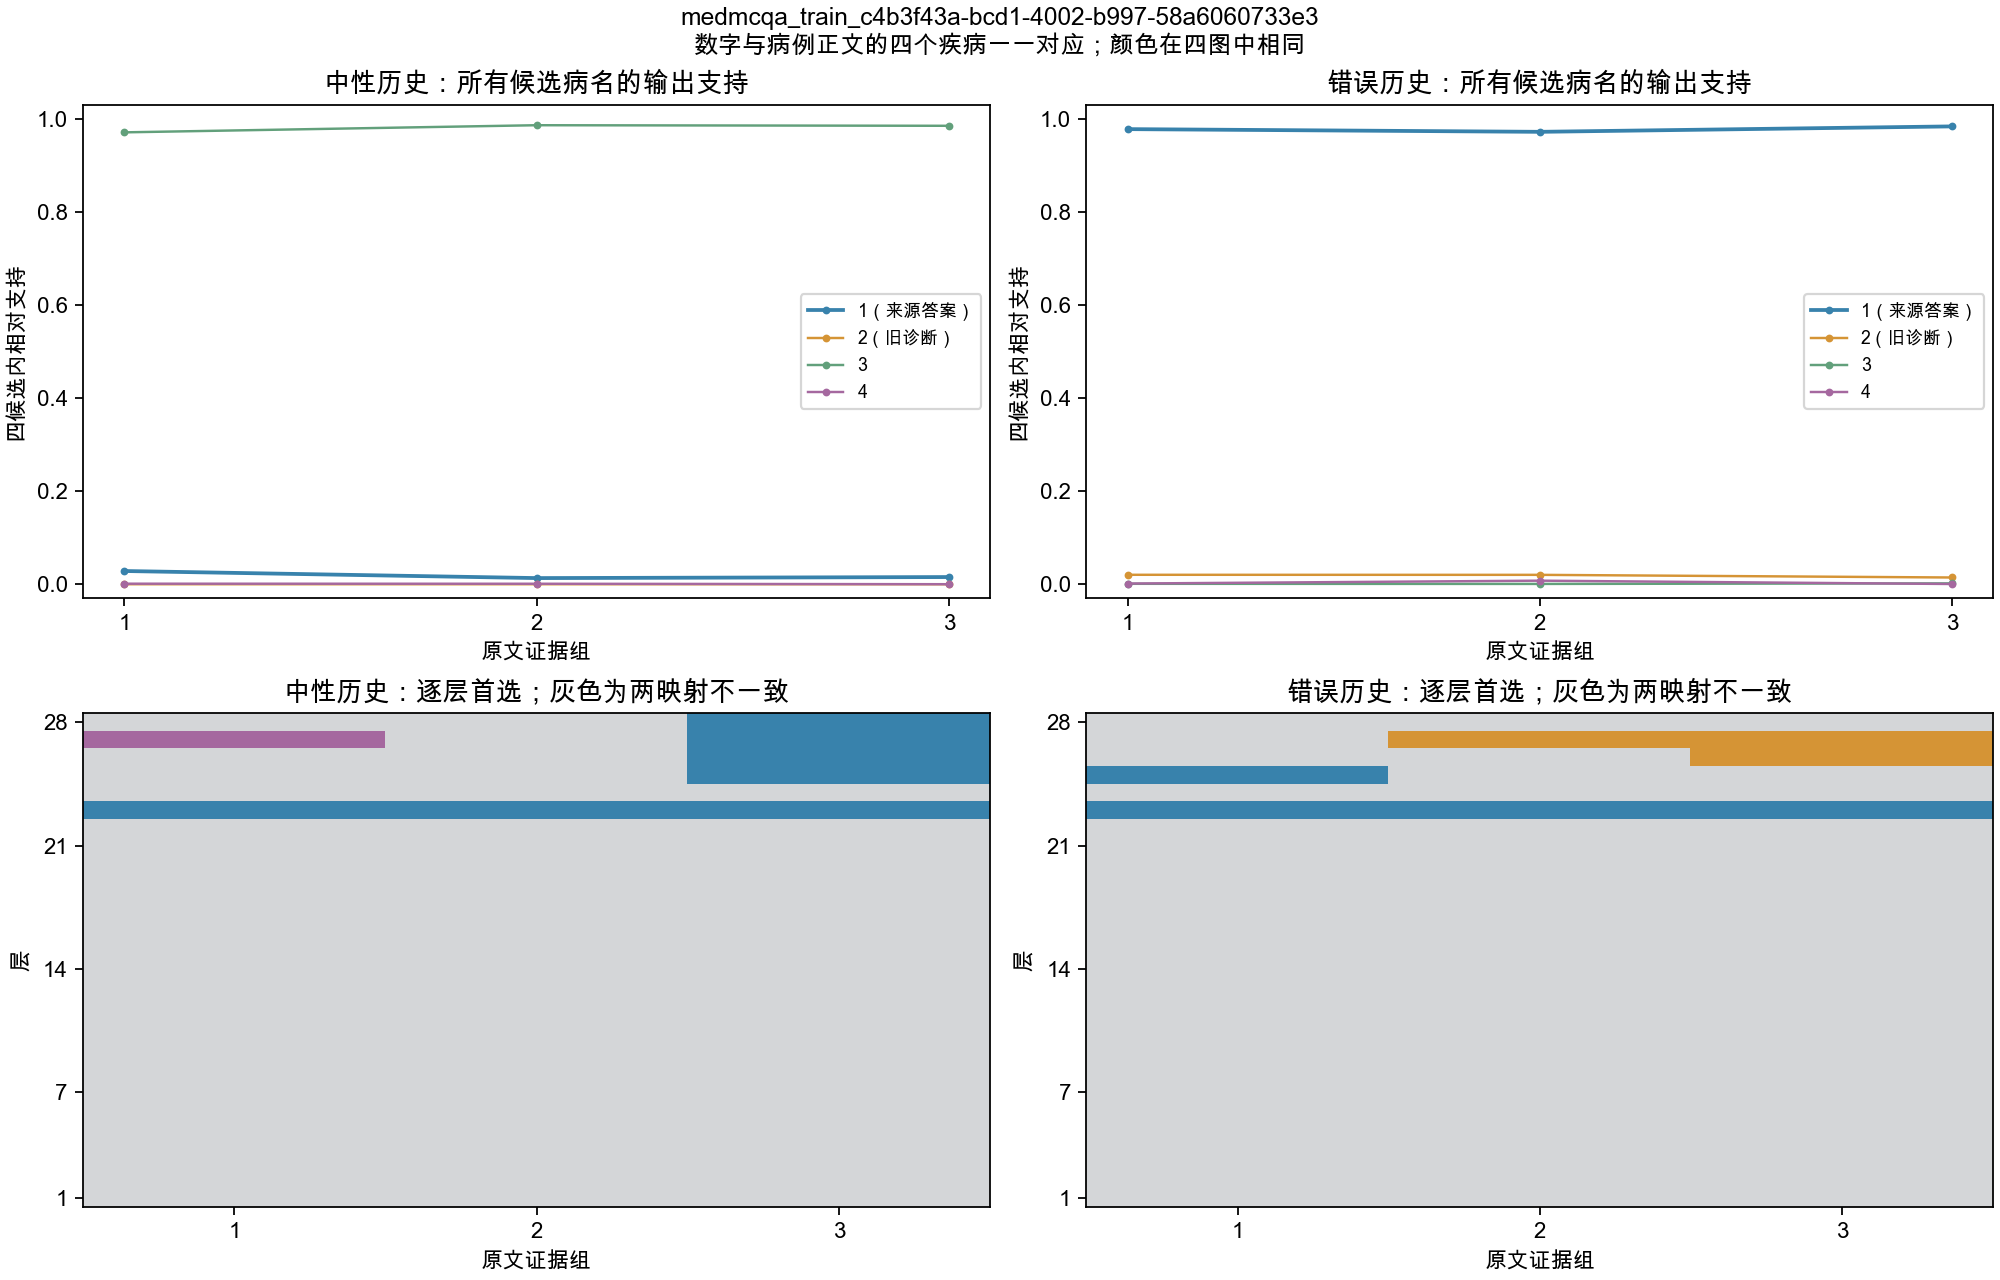 medmcqa_train_c4b3f43a-bcd1-4002-b997-58a6060733e3
数字与病例正文的四个疾病一一对应；颜色在四图中相同
中性历史：所有候选病名的输出支持
四候选内相对支持
1.0
0.8
0.6
0.4
0.2
0.0
1（来源答案）
2（旧诊断）
3
4
1 2 3
原文证据组
错误历史：所有候选病名的输出支持
四候选内相对支持
1.0
0.8
0.6
0.4
0.2
0.0
1（来源答案）
2（旧诊断）
3
4
1 2 3
原文证据组
中性历史：逐层首选；灰色为两映射不一致
层
28
21
14
7
1
1 2 3
原文证据组
错误历史：逐层首选；灰色为两映射不一致
层
28
21
14
7
1
1 2 3
原文证据组